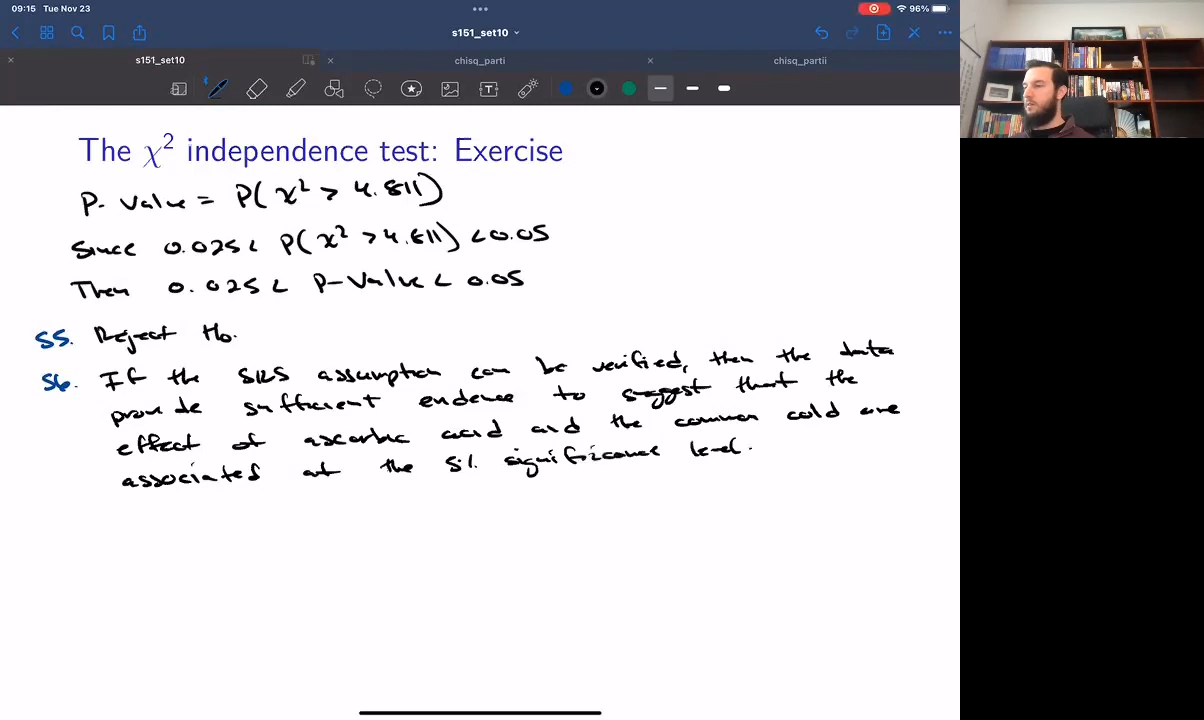 09:15 Tue Nov 23
96%
s151_set10
s151_set10
chisq_parti
chisq_partii
The χ² independence test: Exercise
P-Value = P(χ² > 4.811)
Since 0.025 < P(χ² > 4.811) < 0.05
Then 0.025 < P-Value < 0.05
S5. Reject H₀.
S6. If the SRS assumption can be verified, then the data
provide sufficient evidence to suggest that the
effect of ascorbic acid and the common cold are
associated at the 5% significance level.